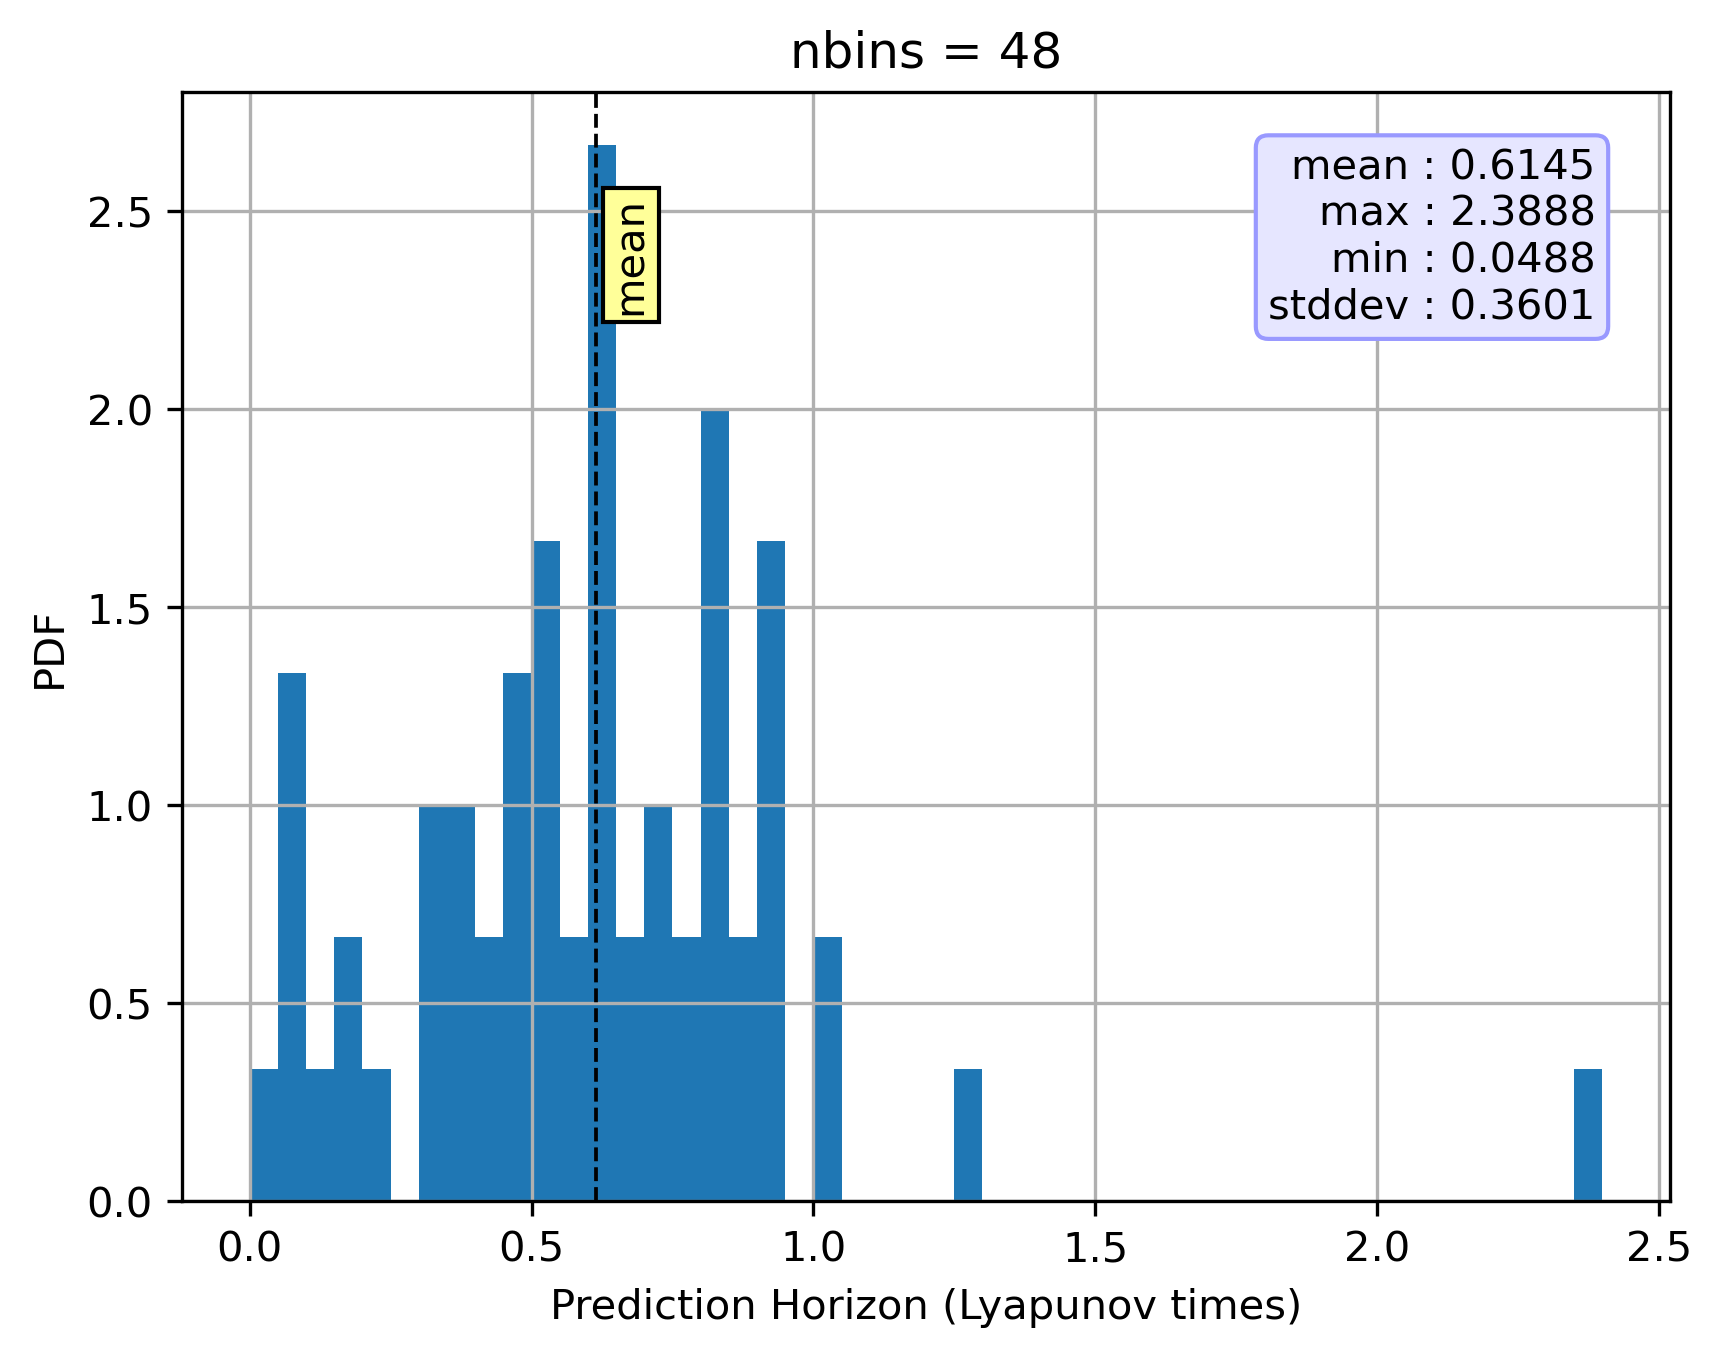 nbins = 48
mean : 0.6145
max : 2.3888
min : 0.0488
stddev : 0.3601
mean
PDF
2.5
2.0
1.5
1.0
0.5
0.0
0.0 0.5 1.0 1.5 2.0 2.5
Prediction Horizon (Lyapunov times)